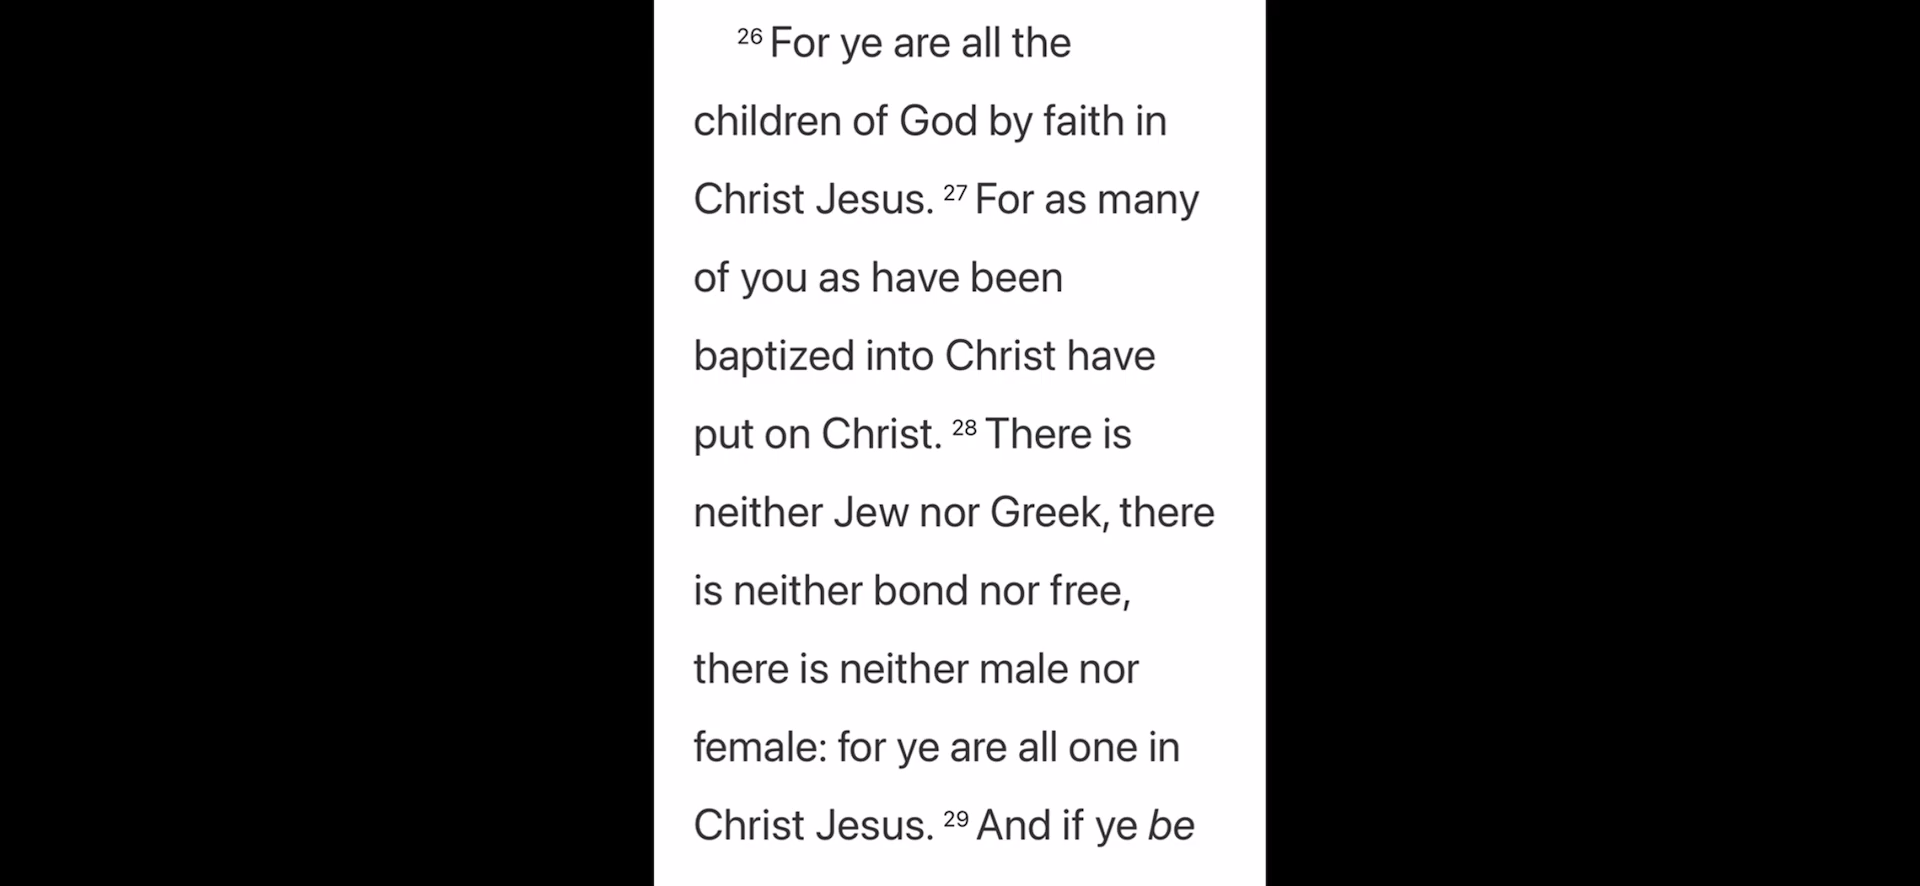 26 For ye are all the
children of God by faith in
Christ Jesus. 27 For as many
of you as have been
baptized into Christ have
put on Christ. 28 There is
neither Jew nor Greek, there
is neither bond nor free,
there is neither male nor
female: for ye are all one in
Christ Jesus. 29 And if ye be